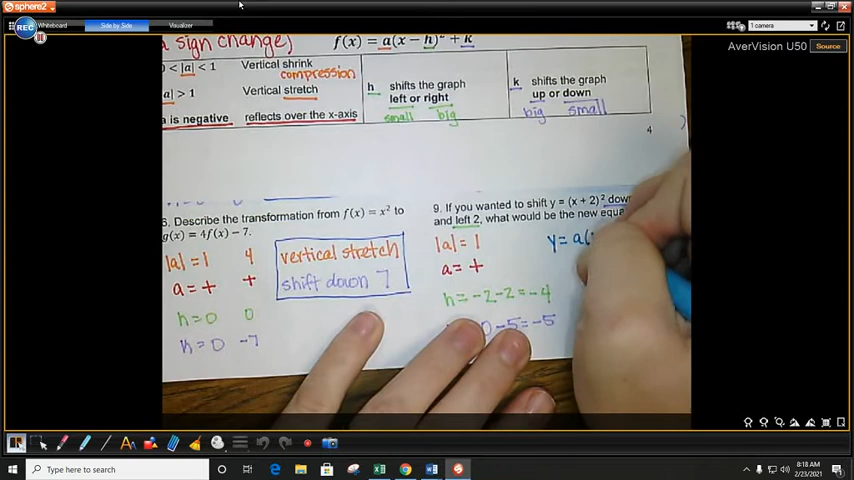 sphere2
Whiteboard Side by Side Visualizer
1 camera
REC
AverVision U50
Source
a sign change)
f(x) = a(x – h)² + k
0 < |a| < 1 Vertical shrink
compression
|a| > 1 Vertical stretch
a is negative reflects over the x-axis
h shifts the graph
left or right
small big
k shifts the graph
up or down
big small
4
6. Describe the transformation from f(x) = x² to
g(x) = 4f(x) – 7.
|a| = 1 4
a = + +
h = 0 0
k = 0 -7
vertical stretch
shift down 7
9. If you wanted to shift y = (x + 2)² down
and left 2, what would be the new
|a| = 1
a = +
h = -2 -2 = -4
0 -5 = -5
y = a(
Type here to search
8:18 AM
2/23/2021